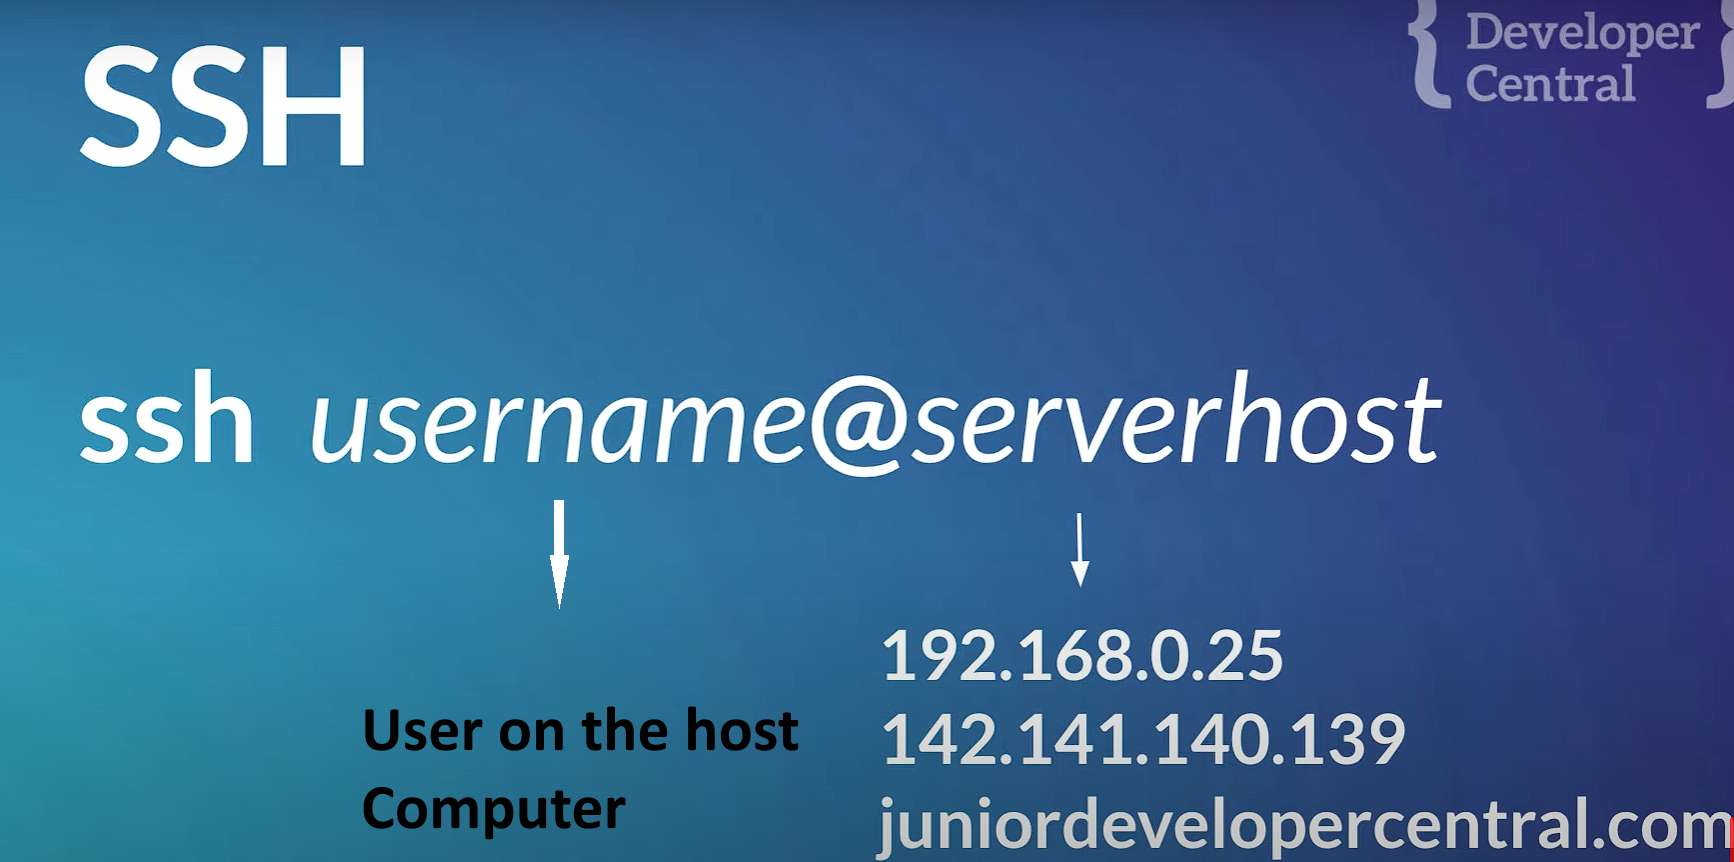 SSH
{ Developer
Central }
ssh username@serverhost
192.168.0.25
User on the host
Computer
142.141.140.139
juniordevelopercentral.com